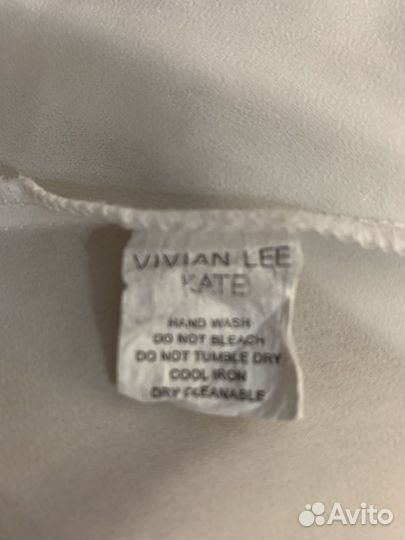 VIVIAN LEE
KATE
HAND WASH
DO NOT BLEACH
DO NOT TUMBLE DRY
COOL IRON
DRY CLEANABLE
Avito